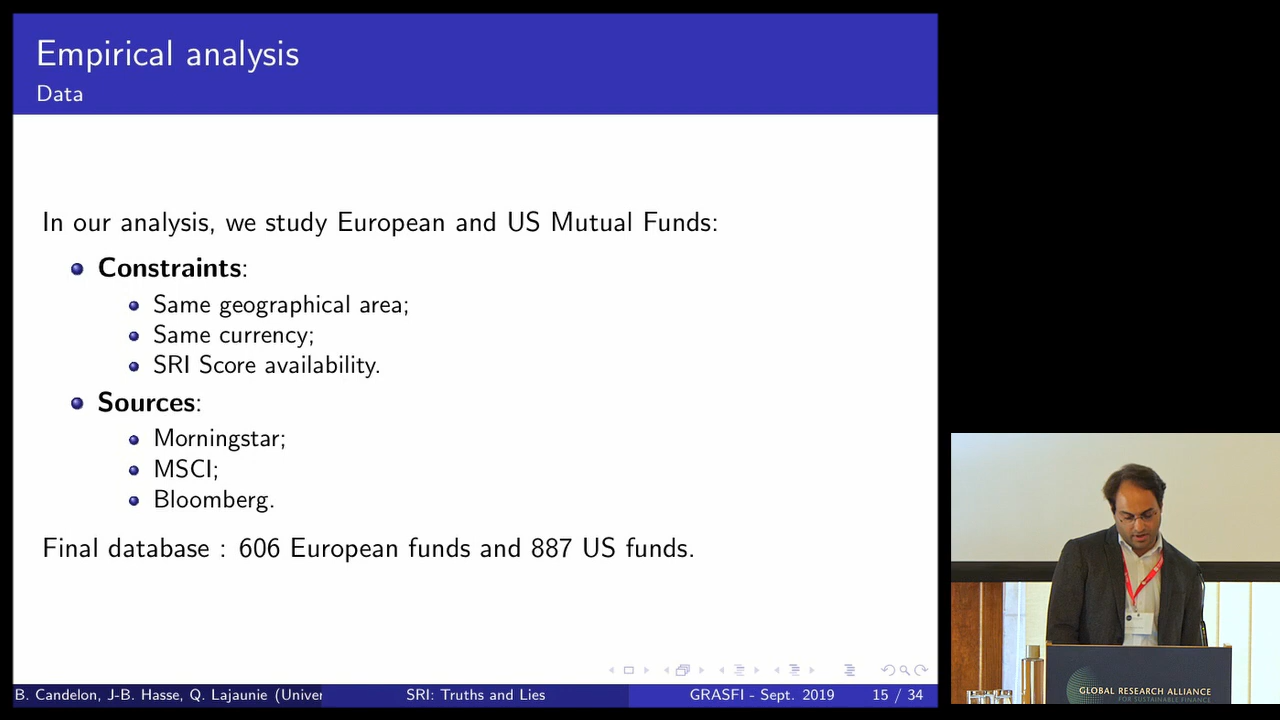 Empirical analysis
Data
In our analysis, we study European and US Mutual Funds:
Constraints:
Same geographical area;
Same currency;
SRI Score availability.
Sources:
Morningstar;
MSCI;
Bloomberg.
Final database : 606 European funds and 887 US funds.
B. Candelon, J-B. Hasse, Q. Lajaunie (Univer
SRI: Truths and Lies
GRASFI - Sept. 2019
15 / 34
GLOBAL RESEARCH ALLIANCE
FOR SUSTAINABLE FINANCE